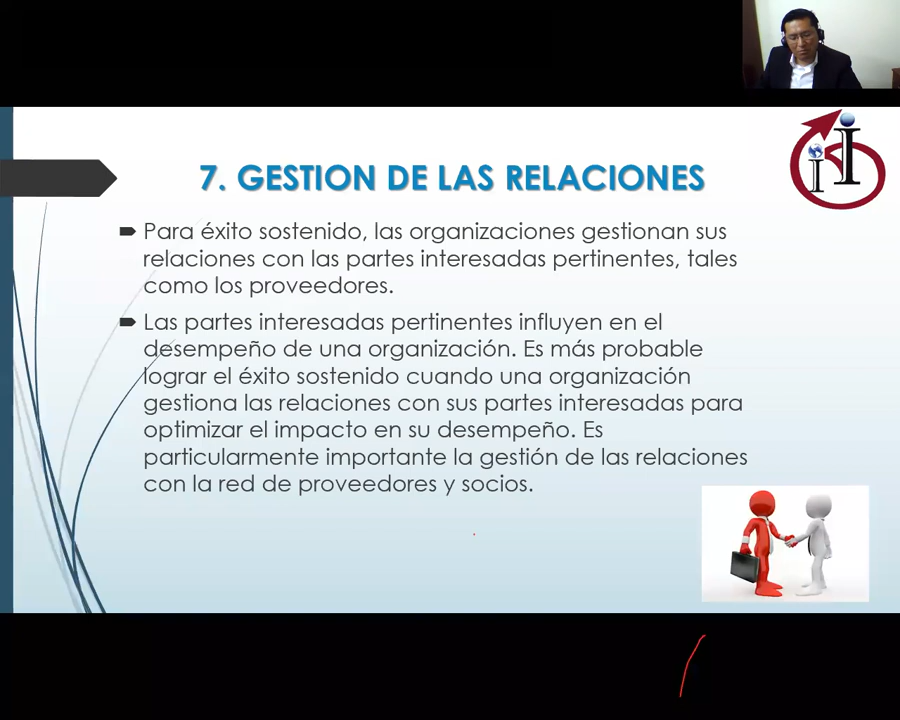 7. GESTION DE LAS RELACIONES
Para éxito sostenido, las organizaciones gestionan sus
relaciones con las partes interesadas pertinentes, tales
como los proveedores.
Las partes interesadas pertinentes influyen en el
desempeño de una organización. Es más probable
lograr el éxito sostenido cuando una organización
gestiona las relaciones con sus partes interesadas para
optimizar el impacto en su desempeño. Es
particularmente importante la gestión de las relaciones
con la red de proveedores y socios.